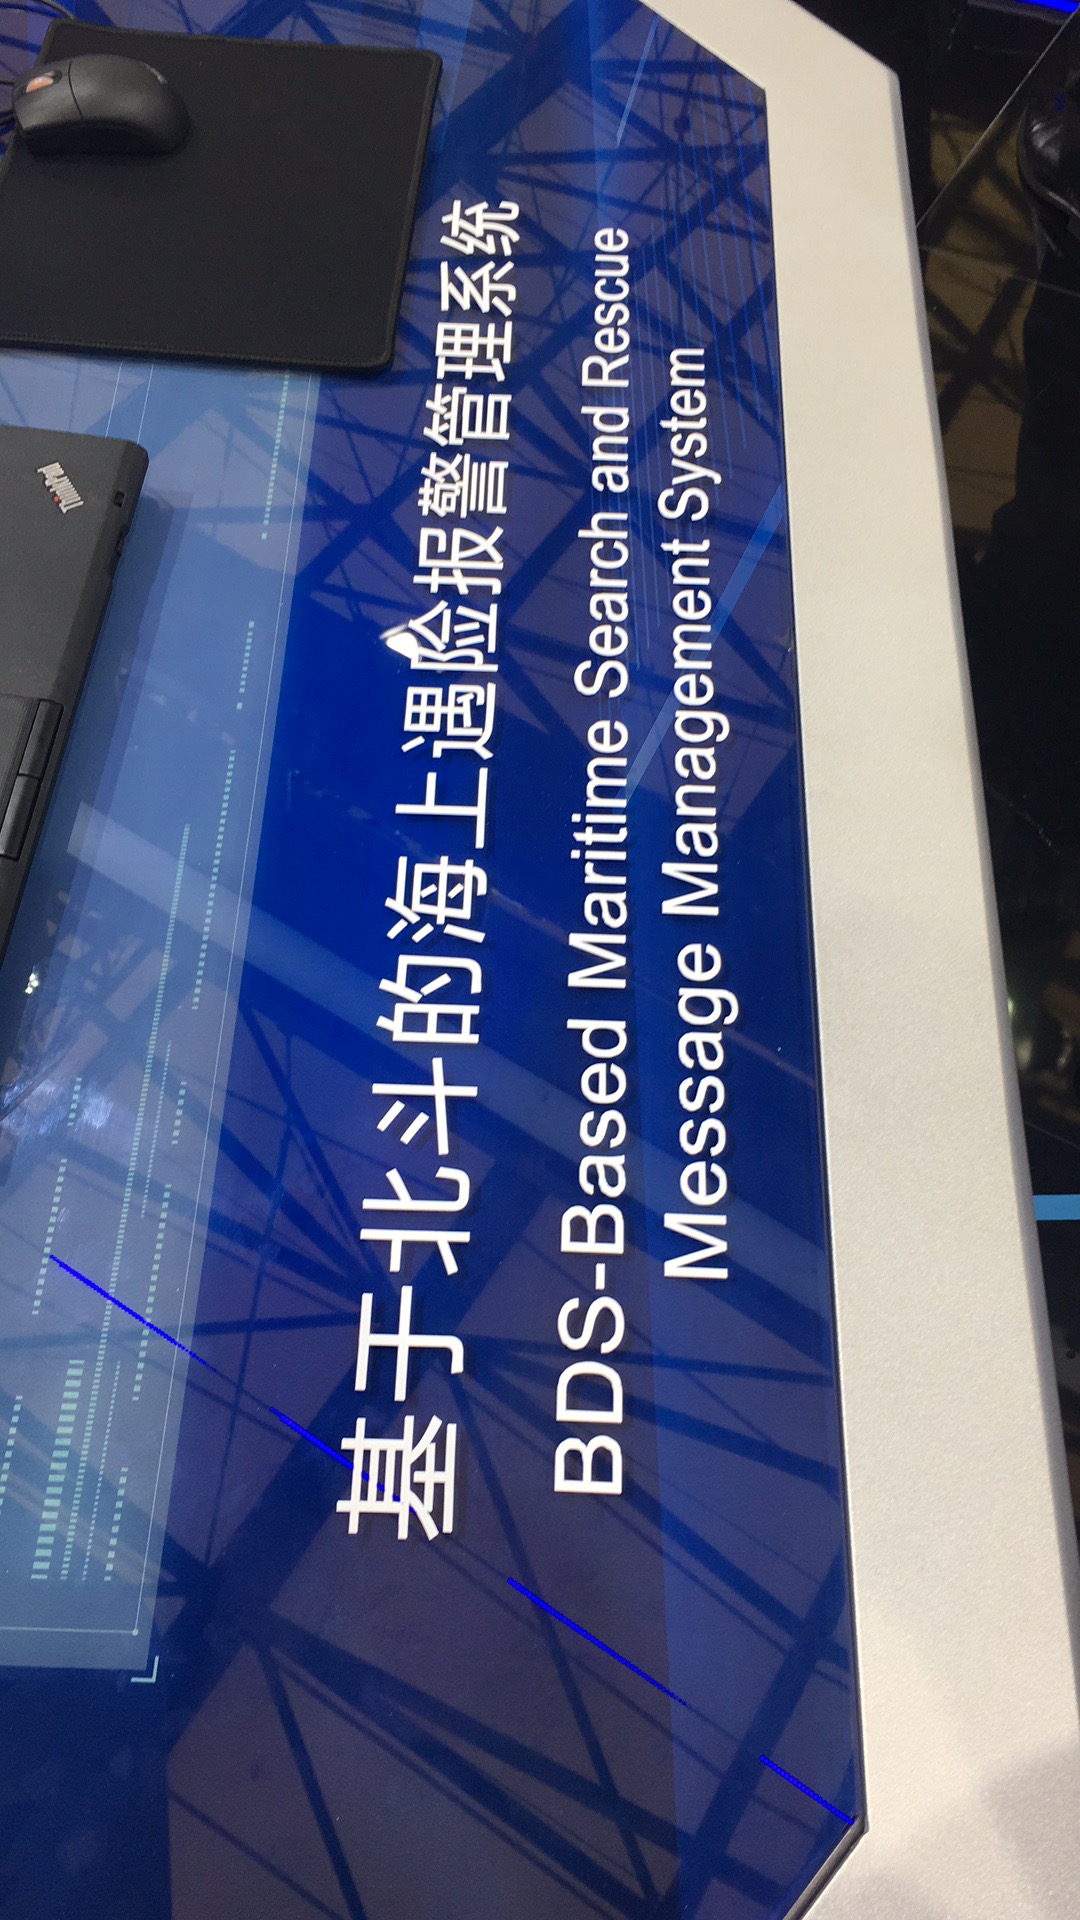 基于北斗的海上遇险报警管理系统
BDS-Based Maritime Search and Rescue
Message Management System
ThinkPad